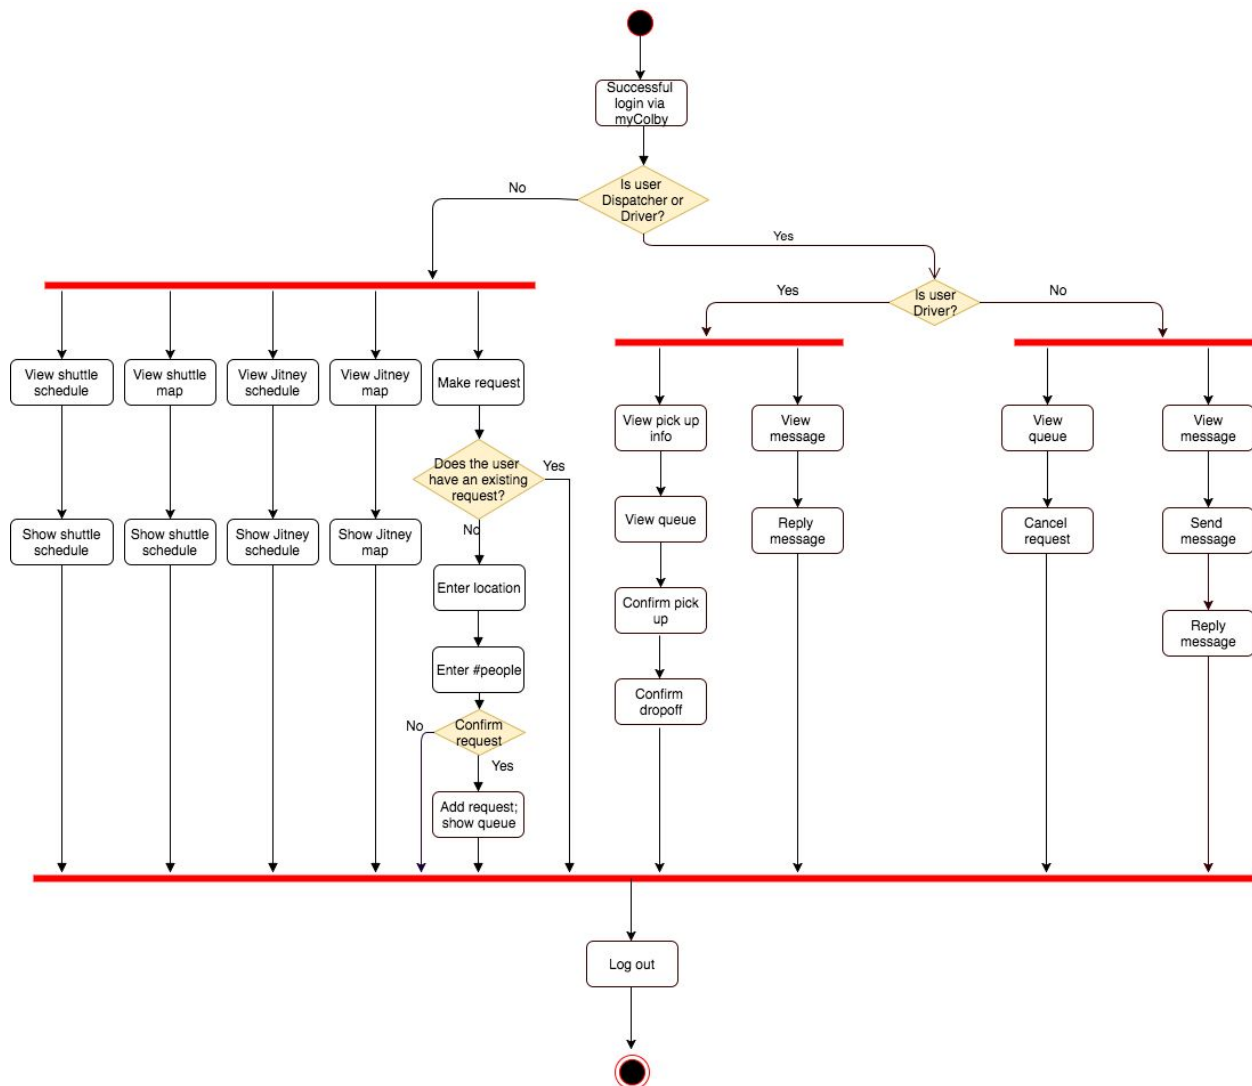 Successful
login via
myColby
Is user
Dispatcher or
Driver?
No
Yes
Is user
Driver?
Yes
No
View shuttle
schedule
View shuttle
map
View Jitney
schedule
View Jitney
map
Make request
View pick up
info
View
message
View
queue
View
message
Does the user
have an existing
request?
Yes
No
Show shuttle
schedule
Show shuttle
schedule
Show Jitney
schedule
Show Jitney
map
View queue
Reply
message
Cancel
request
Send
message
Enter location
Confirm pick
up
Reply
message
Enter #people
Confirm
dropoff
No
Confirm
request
Yes
Add request;
show queue
Log out